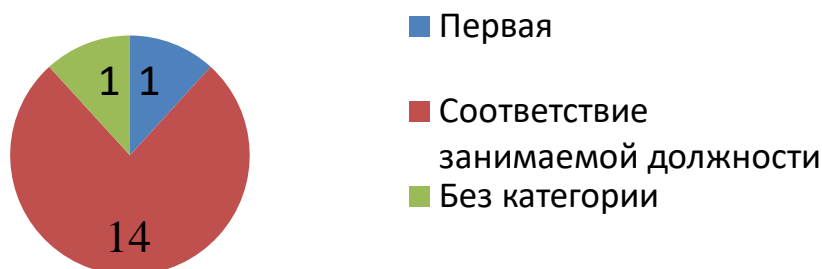 1 1
14
Первая
Соответствие
занимаемой должности
Без категории